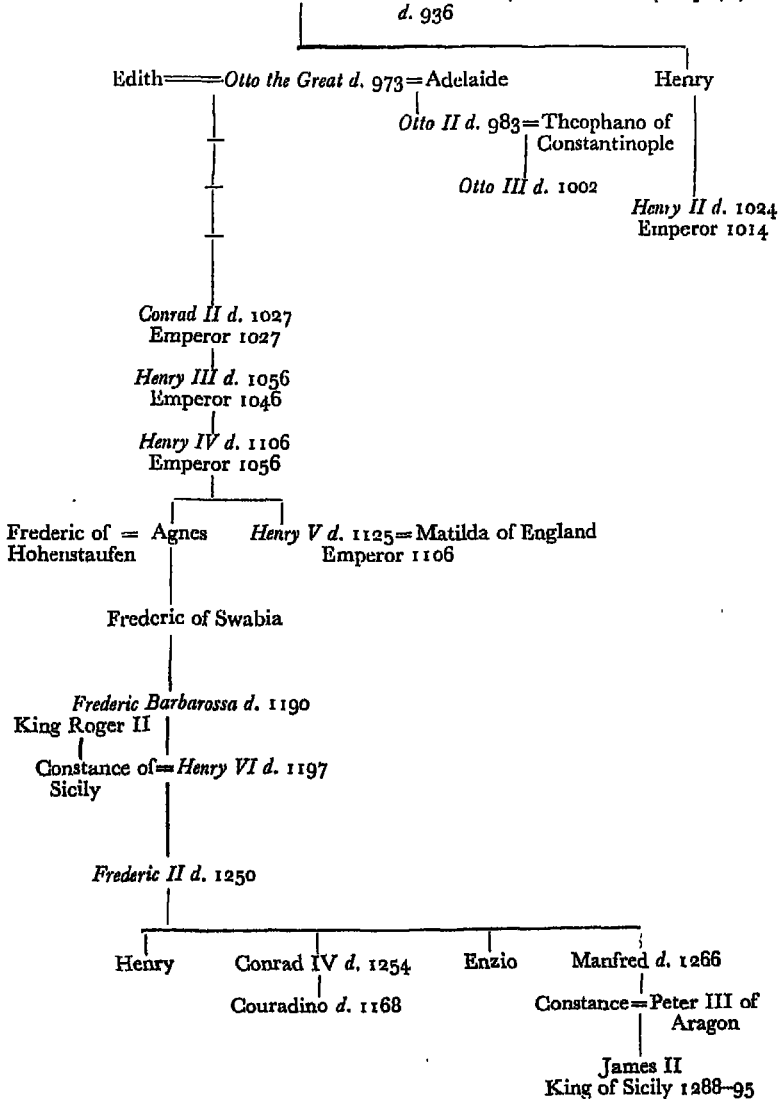 d. 936
Edith Otto the Great d. 973=Adelaide Henry
Otto II d. 983=Theophano of
Constantinople
Otto III d. 1002
Henry II d. 1024
Emperor 1014
Conrad II d. 1027
Emperor 1027
Henry III d. 1056
Emperor 1046
Henry IV d. 1106
Emperor 1056
Frederic of = Agnes Henry V d. 1125=Matilda of England
Hohenstaufen Emperor 1106
Frederic of Swabia
Frederic Barbarossa d. 1190
King Roger II
Constance of=Henry VI d. 1197
Sicily
Frederic II d. 1250
Henry Conrad IV d. 1254 Enzio Manfred d. 1266
Couradino d. 1168 Constance=Peter III of
Aragon
James II
King of Sicily 1288–95